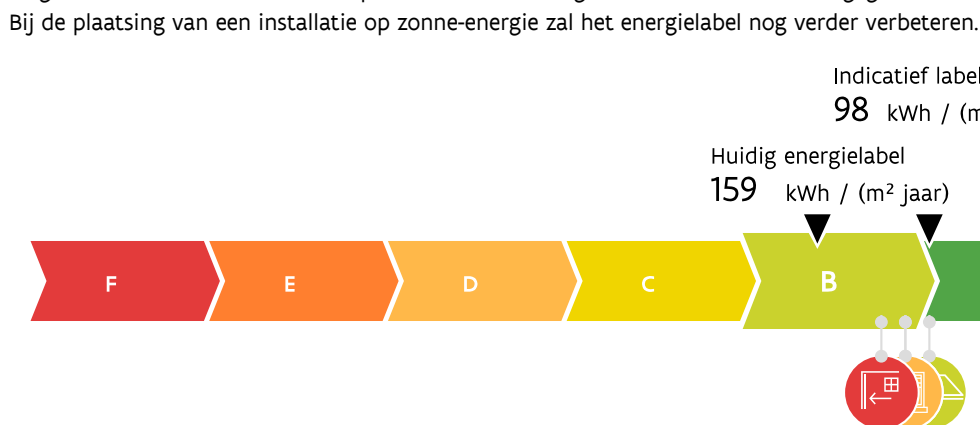 Bij de plaatsing van een installatie op zonne-energie zal het energielabel nog verder verbeteren.
Indicatief label
98 kWh / (m
Huidig energielabel
159 kWh / (m² jaar)
F E D C B